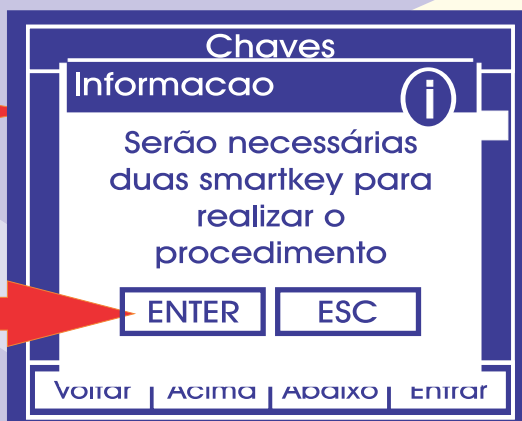 Chaves
Informacao
i
Serão necessárias
duas smartkey para
realizar o
procedimento
ENTER ESC
Voltar Acima Abaixo Entrar